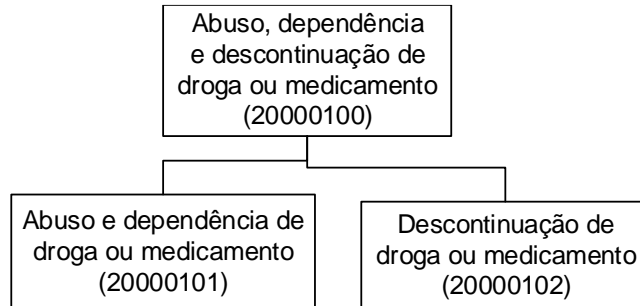 Abuso, dependência
e descontinuação de
droga ou medicamento
(20000100)
Abuso e dependência de
droga ou medicamento
(20000101)
Descontinuação de
droga ou medicamento
(20000102)